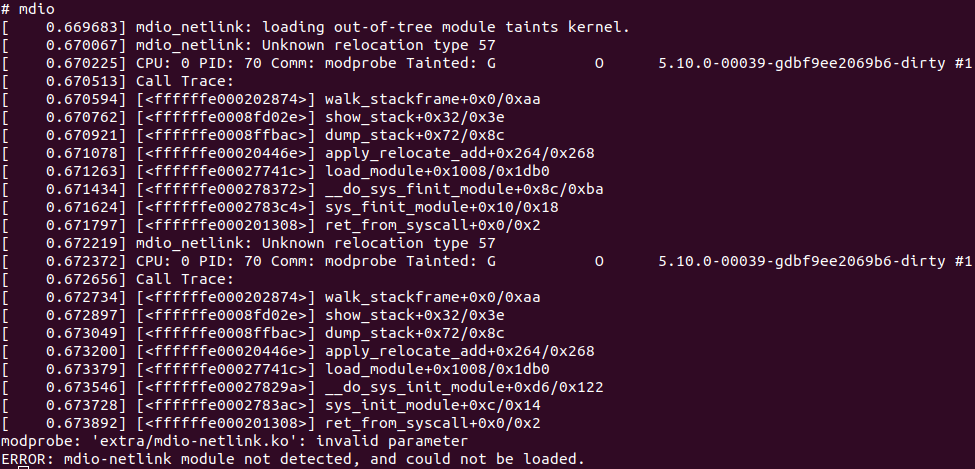 # mdio
[    0.669683] mdio_netlink: loading out-of-tree module taints kernel.
[    0.670067] mdio_netlink: Unknown relocation type 57
[    0.670225] CPU: 0 PID: 70 Comm: modprobe Tainted: G           O      5.10.0-00039-gdbf9ee2069b6-dirty #1
[    0.670513] Call Trace:
[    0.670594] [<ffffffe000202874>] walk_stackframe+0x0/0xaa
[    0.670762] [<ffffffe0008fd02e>] show_stack+0x32/0x3e
[    0.670921] [<ffffffe0008ffbac>] dump_stack+0x72/0x8c
[    0.671078] [<ffffffe00020446e>] apply_relocate_add+0x264/0x268
[    0.671263] [<ffffffe00027741c>] load_module+0x1008/0x1db0
[    0.671434] [<ffffffe000278372>] __do_sys_finit_module+0x8c/0xba
[    0.671624] [<ffffffe0002783c4>] sys_finit_module+0x10/0x18
[    0.671797] [<ffffffe000201308>] ret_from_syscall+0x0/0x2
[    0.672219] mdio_netlink: Unknown relocation type 57
[    0.672372] CPU: 0 PID: 70 Comm: modprobe Tainted: G           O      5.10.0-00039-gdbf9ee2069b6-dirty #1
[    0.672656] Call Trace:
[    0.672734] [<ffffffe000202874>] walk_stackframe+0x0/0xaa
[    0.672897] [<ffffffe0008fd02e>] show_stack+0x32/0x3e
[    0.673049] [<ffffffe0008ffbac>] dump_stack+0x72/0x8c
[    0.673200] [<ffffffe00020446e>] apply_relocate_add+0x264/0x268
[    0.673379] [<ffffffe00027741c>] load_module+0x1008/0x1db0
[    0.673546] [<ffffffe00027829a>] __do_sys_init_module+0xd6/0x122
[    0.673728] [<ffffffe0002783ac>] sys_init_module+0xc/0x14
[    0.673892] [<ffffffe000201308>] ret_from_syscall+0x0/0x2
modprobe: 'extra/mdio-netlink.ko': invalid parameter
ERROR: mdio-netlink module not detected, and could not be loaded.